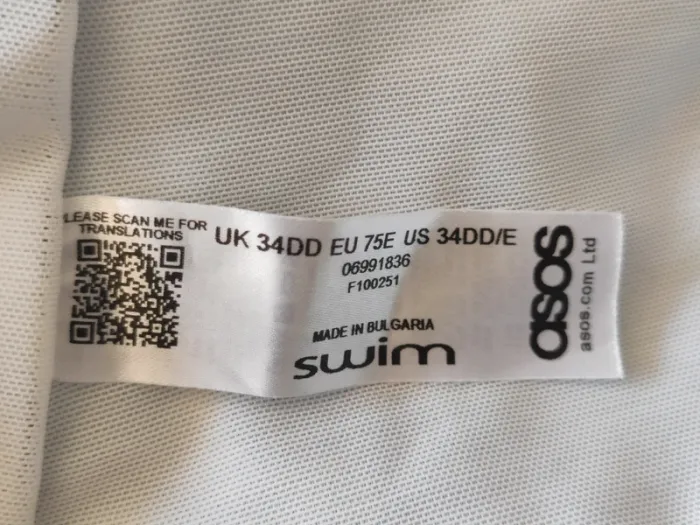 PLEASE SCAN ME FOR
TRANSLATIONS
UK 34DD EU 75E US 34DD/E
06991836
F100251
MADE IN BULGARIA
swim
asos
asos.com Ltd